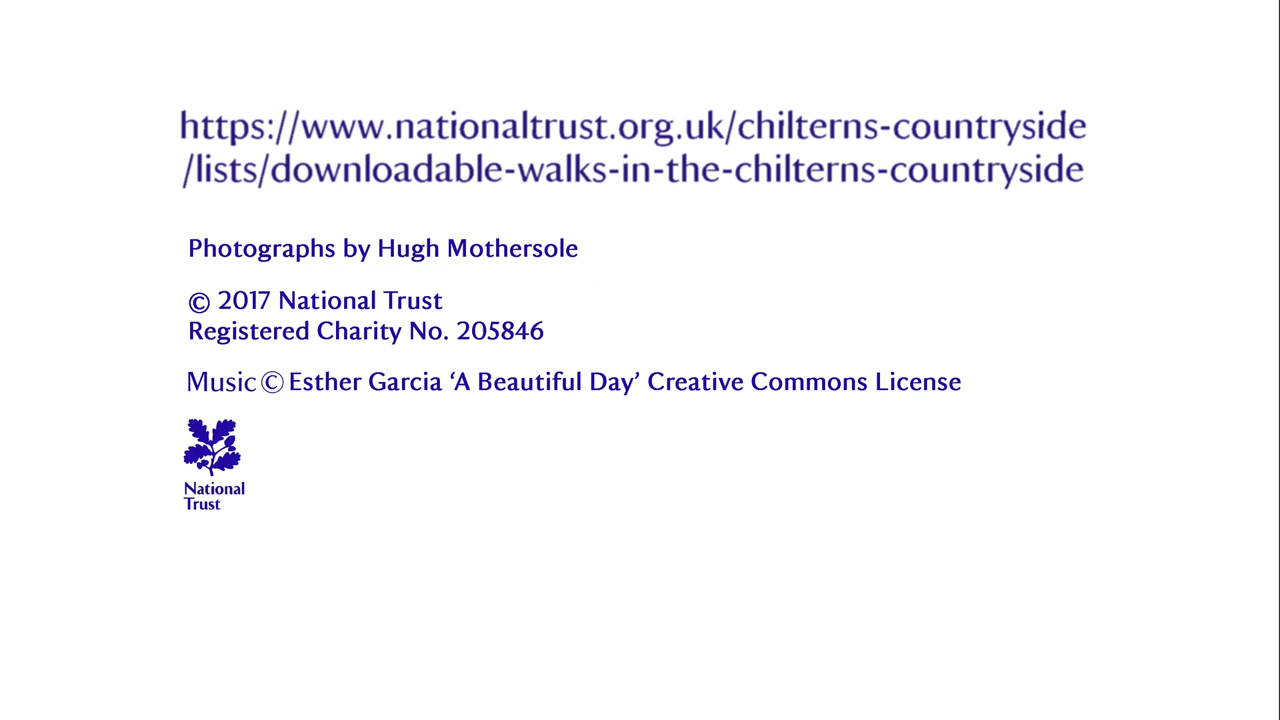 https://www.nationaltrust.org.uk/chilterns-countryside
/lists/downloadable-walks-in-the-chilterns-countryside
Photographs by Hugh Mothersole
© 2017 National Trust
Registered Charity No. 205846
Music © Esther Garcia ‘A Beautiful Day’ Creative Commons License
National
Trust